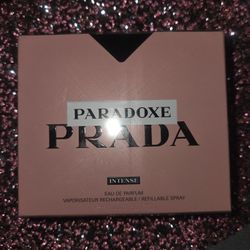 PARADOXE
PRADA
INTENSE
EAU DE PARFUM
VAPORISATEUR RECHARGEABLE / REFILLABLE SPRAY